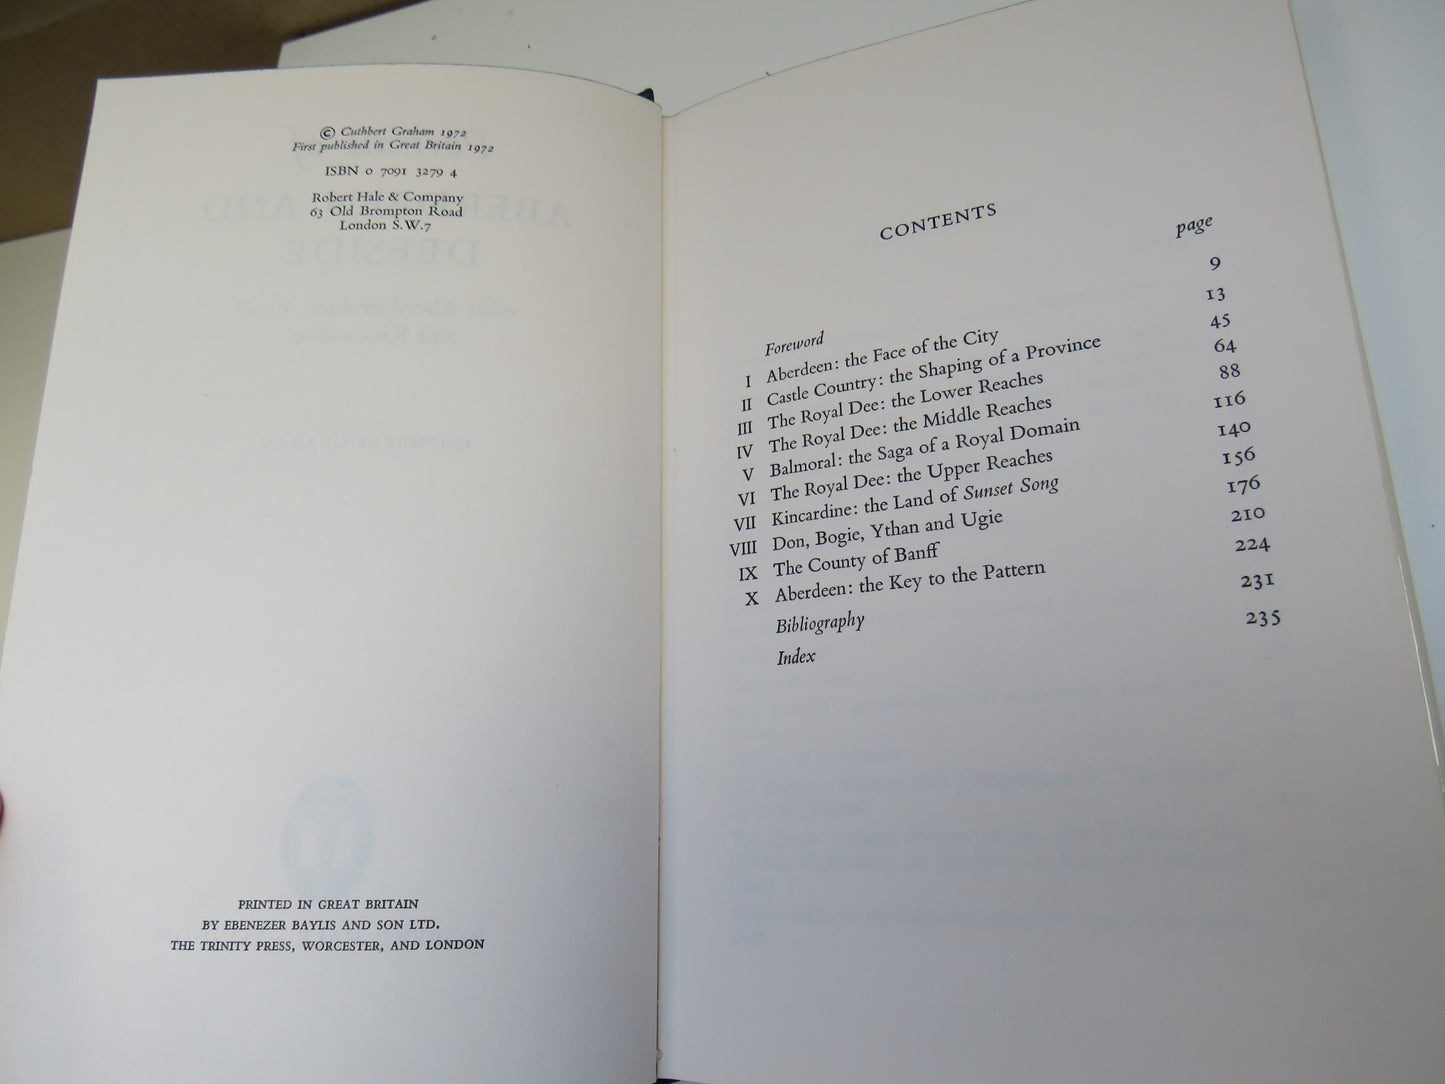 © Cuthbert Graham 1972
First published in Great Britain 1972
ISBN 0 7091 3279 4
Robert Hale & Company
63 Old Brompton Road
London S.W.7
PRINTED IN GREAT BRITAIN
BY EBENEZER BAYLIS AND SON LTD.
THE TRINITY PRESS, WORCESTER, AND LONDON
CONTENTS
page
Foreword 9
I Aberdeen: the Face of the City 13
II Castle Country: the Shaping of a Province 45
III The Royal Dee: the Lower Reaches 64
IV The Royal Dee: the Middle Reaches 88
V Balmoral: the Saga of a Royal Domain 116
VI The Royal Dee: the Upper Reaches 140
VII Kincardine: the Land of Sunset Song 156
VIII Don, Bogie, Ythan and Ugie 176
IX The County of Banff 210
X Aberdeen: the Key to the Pattern 224
Bibliography 231
Index 235